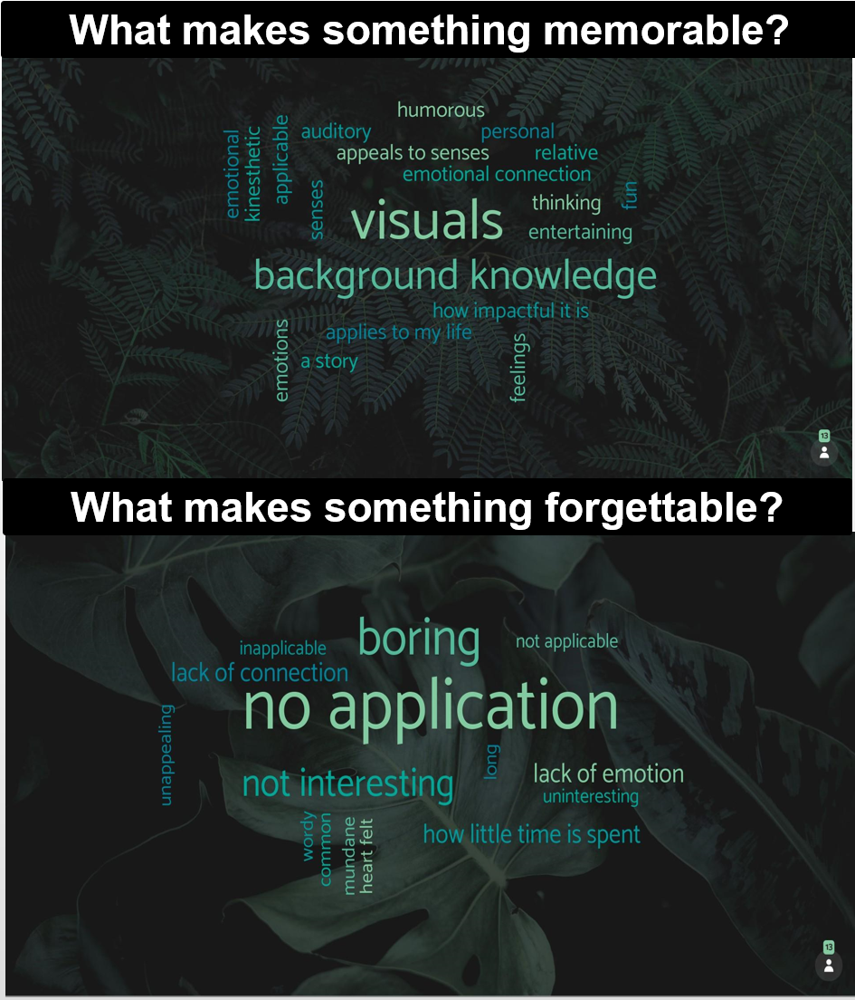 What makes something memorable?
humorous
emotional
kinesthetic
applicable
auditory
personal
appeals to senses
relative
emotional connection
senses
visuals
thinking
fun
entertaining
background knowledge
how impactful it is
emotions
applies to my life
feelings
a story
13
What makes something forgettable?
boring
inapplicable
not applicable
lack of connection
no application
unappealing
long
not interesting
lack of emotion
uninteresting
wordy
common
mundane
heart felt
how little time is spent
13